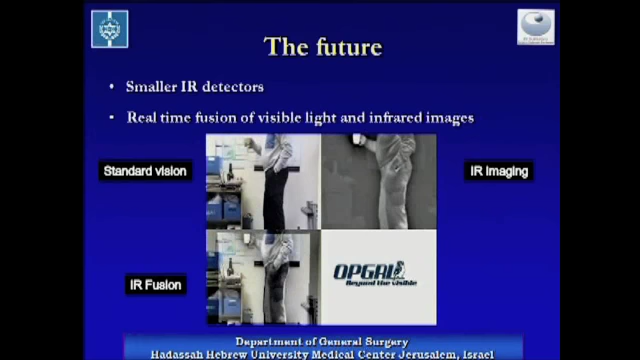 The future
• Smaller IR detectors
• Real time fusion of visible light and infrared images
Standard vision
IR Imaging
IR Fusion
OPGAL
Beyond the visible
Department of General Surgery
Hadassah Hebrew University Medical Center Jerusalem, Israel